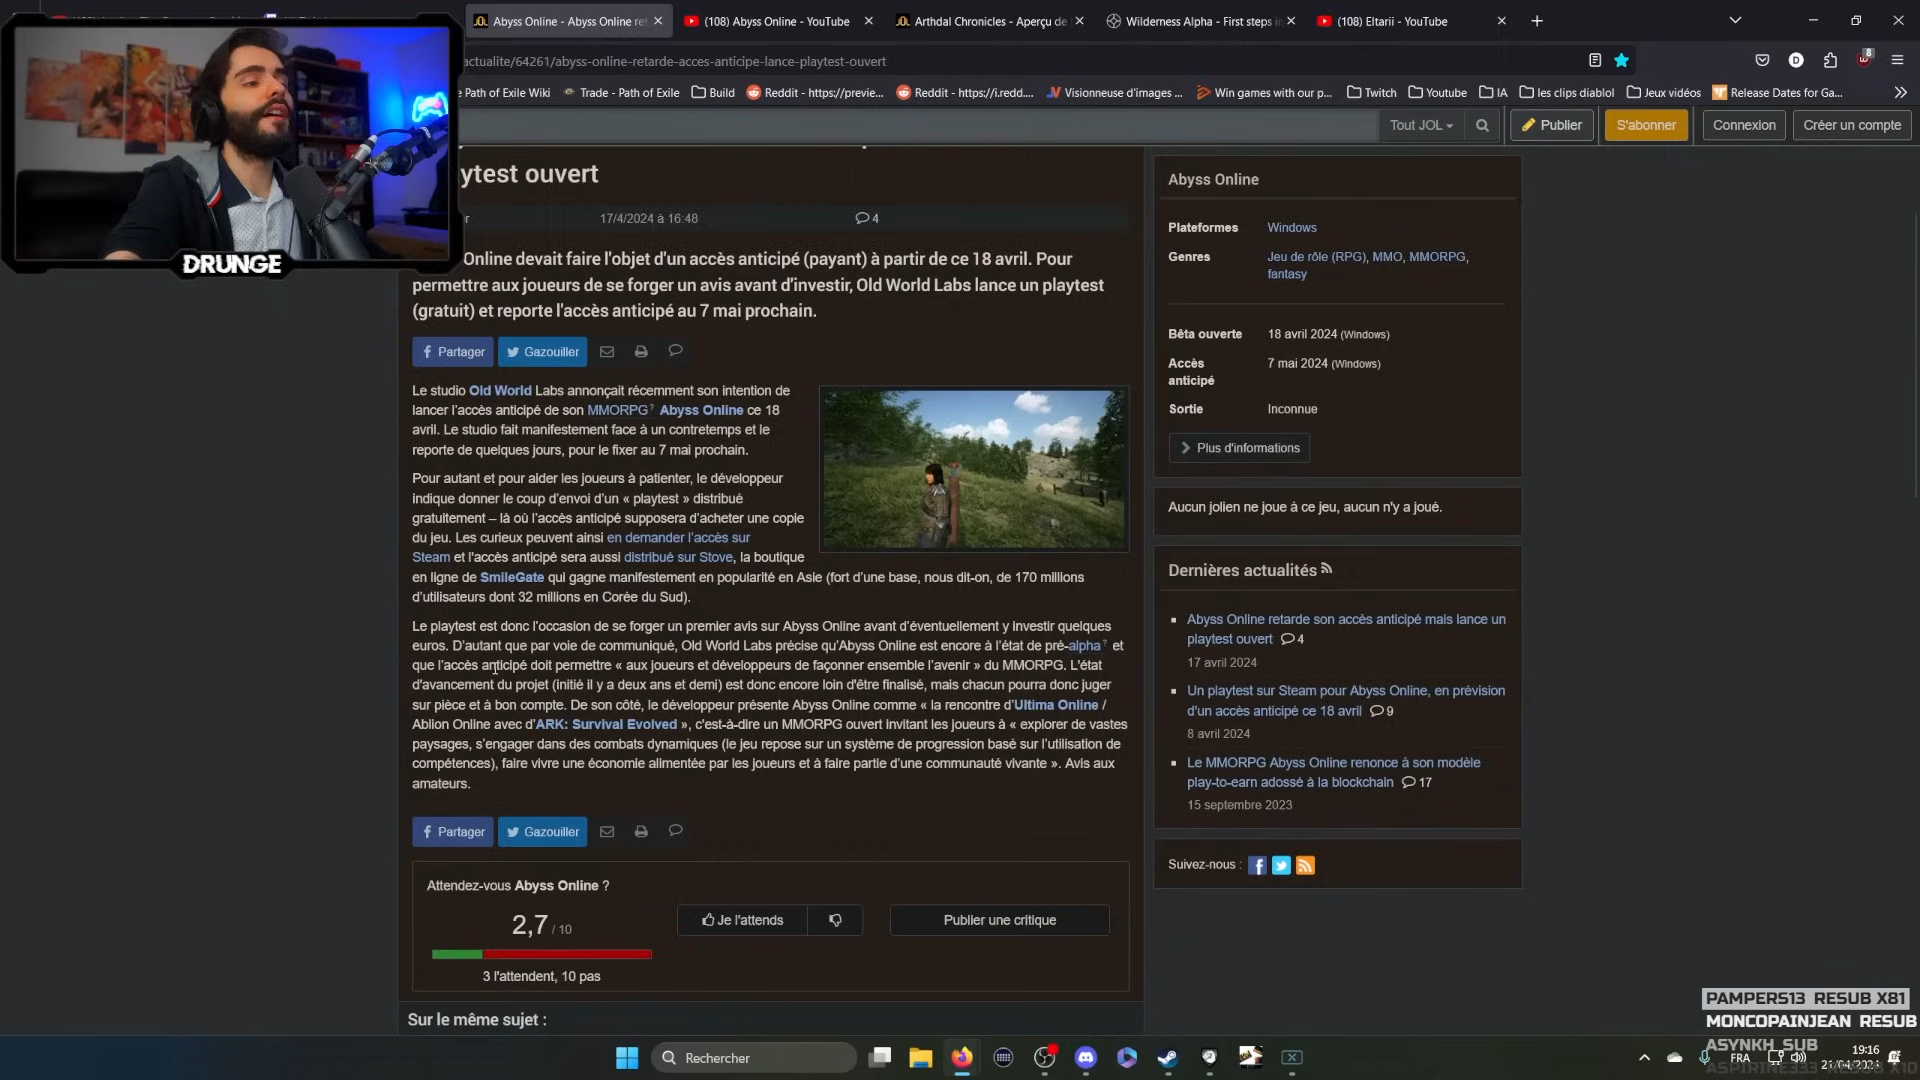 Abyss Online - Abyss Online ret
(108) Abyss Online - YouTube
Arthdal Chronicles - Aperçu de
Wilderness Alpha - First steps i
(108) Eltarii - YouTube
actualite/64261/abyss-online-retarde-acces-anticipe-lance-playtest-ouvert
8
Path of Exile Wiki
Trade - Path of Exile
Build
Reddit - https://previe...
Reddit - https://i.redd....
Visionneuse d'images ...
Win games with our p...
Twitch
Youtube
IA
les clips diablol
Jeux vidéos
Release Dates for Ga...
Tout JOL
Publier
S'abonner
Connexion
Créer un compte
DRUNGE
ytest ouvert
r
17/4/2024 à 16:48
4
Online devait faire l'objet d'un accès anticipé (payant) à partir de ce 18 avril. Pour
permettre aux joueurs de se forger un avis avant d'investir, Old World Labs lance un playtest
(gratuit) et reporte l'accès anticipé au 7 mai prochain.
Partager
Gazouiller
Le studio Old World Labs annonçait récemment son intention de
lancer l'accès anticipé de son MMORPG? Abyss Online ce 18
avril. Le studio fait manifestement face à un contretemps et le
reporte de quelques jours, pour le fixer au 7 mai prochain.
Pour autant et pour aider les joueurs à patienter, le développeur
indique donner le coup d'envoi d'un « playtest » distribué
gratuitement – là où l'accès anticipé supposera d'acheter une copie
du jeu. Les curieux peuvent ainsi en demander l'accès sur
Steam et l'accès anticipé sera aussi distribué sur Stove, la boutique
en ligne de SmileGate qui gagne manifestement en popularité en Asie (fort d'une base, nous dit-on, de 170 millions
d'utilisateurs dont 32 millions en Corée du Sud).
Le playtest est donc l'occasion de se forger un premier avis sur Abyss Online avant d'éventuellement y investir quelques
euros. D'autant que par voie de communiqué, Old World Labs précise qu'Abyss Online est encore à l'état de pré-alpha ? et
que l'accès anticipé doit permettre « aux joueurs et développeurs de façonner ensemble l'avenir » du MMORPG. L'état
d'avancement du projet (initié il y a deux ans et demi) est donc encore loin d'être finalisé, mais chacun pourra donc juger
sur pièce et à bon compte. De son côté, le développeur présente Abyss Online comme « la rencontre d'Ultima Online /
Ablion Online avec d'ARK: Survival Evolved », c'est-à-dire un MMORPG ouvert invitant les joueurs à « explorer de vastes
paysages, s'engager dans des combats dynamiques (le jeu repose sur un système de progression basé sur l'utilisation de
compétences), faire vivre une économie alimentée par les joueurs et à faire partie d'une communauté vivante ». Avis aux
amateurs.
Partager
Gazouiller
Attendez-vous Abyss Online ?
2,7 / 10
3 l'attendent, 10 pas
Je l'attends
Publier une critique
Sur le même sujet :
Abyss Online
Plateformes Windows
Genres Jeu de rôle (RPG), MMO, MMORPG,
fantasy
Bêta ouverte 18 avril 2024 (Windows)
Accès 7 mai 2024 (Windows)
anticipé
Sortie Inconnue
Plus d'informations
Aucun jolien ne joue à ce jeu, aucun n'y a joué.
Dernières actualités
Abyss Online retarde son accès anticipé mais lance un
playtest ouvert 4
17 avril 2024
Un playtest sur Steam pour Abyss Online, en prévision
d'un accès anticipé ce 18 avril 9
8 avril 2024
Le MMORPG Abyss Online renonce à son modèle
play-to-earn adossé à la blockchain 17
15 septembre 2023
Suivez-nous :
PAMPERS13 RESUB X81
MONCOPAINJEAN RESUB
ASYNKH_SUB
Rechercher
FRA
19:16